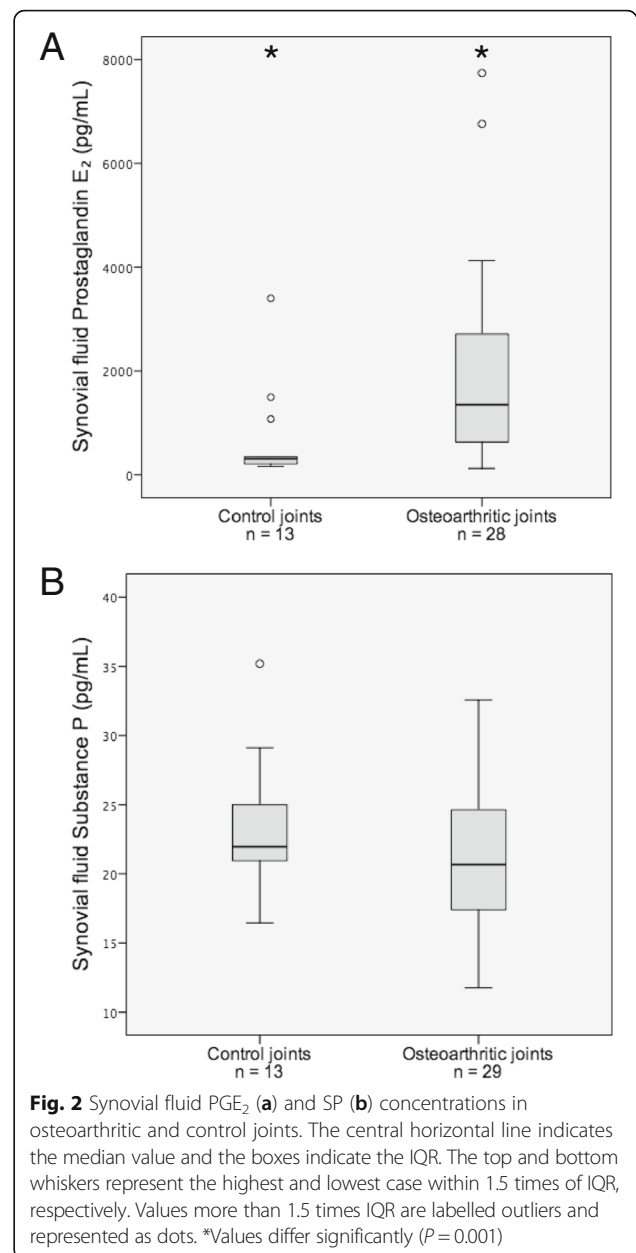 A
Synovial fluid Prostaglandin E₂ (pg/mL)
8000
6000
4000
2000
0
*
*
Control joints
n = 13
Osteoarthritic joints
n = 28
B
Synovial fluid Substance P (pg/mL)
40
35
30
25
20
15
10
Control joints
n = 13
Osteoarthritic joints
n = 29
Fig. 2 Synovial fluid PGE₂ (a) and SP (b) concentrations in
osteoarthritic and control joints. The central horizontal line indicates
the median value and the boxes indicate the IQR. The top and bottom
whiskers represent the highest and lowest case within 1.5 times of IQR,
respectively. Values more than 1.5 times IQR are labelled outliers and
represented as dots. *Values differ significantly (P = 0.001)